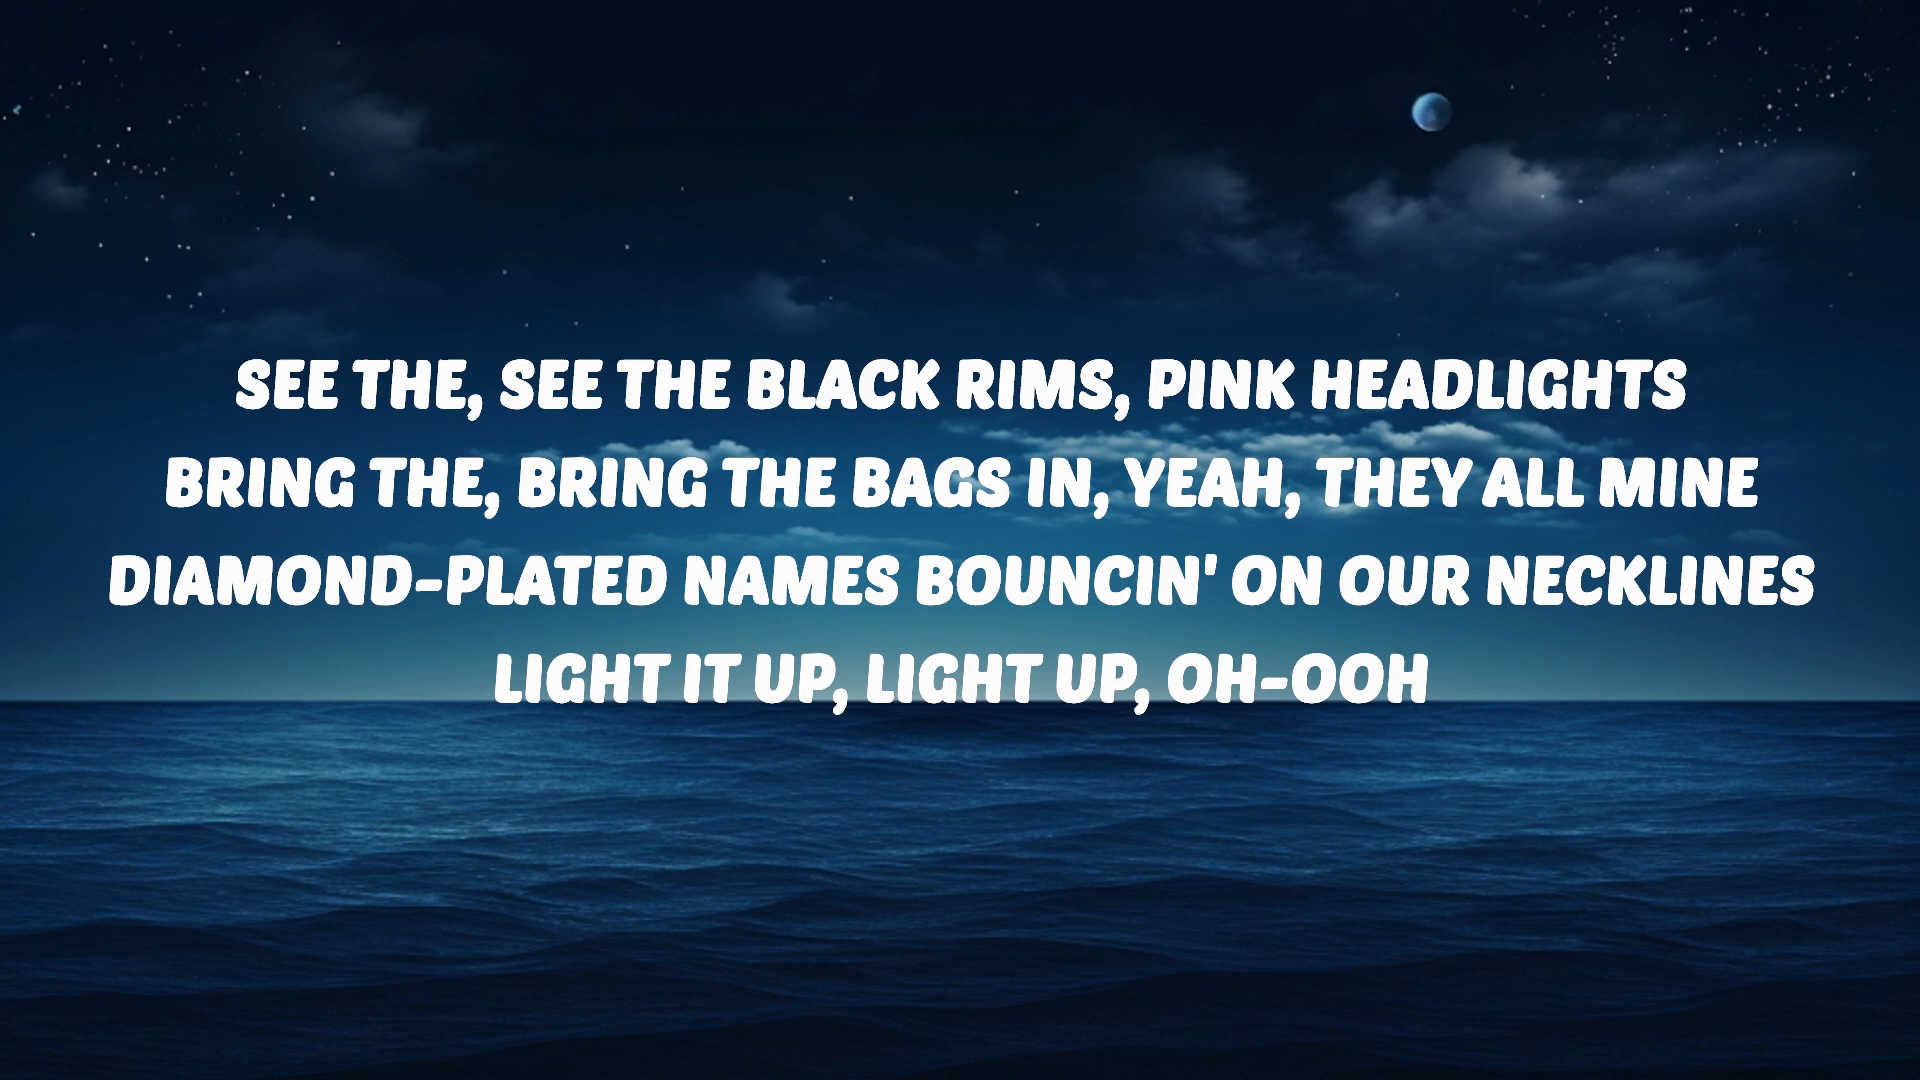 SEE THE, SEE THE BLACK RIMS, PINK HEADLIGHTS
BRING THE, BRING THE BAGS IN, YEAH, THEY ALL MINE
DIAMOND-PLATED NAMES BOUNCIN' ON OUR NECKLINES
LIGHT IT UP, LIGHT UP, OH-OOH